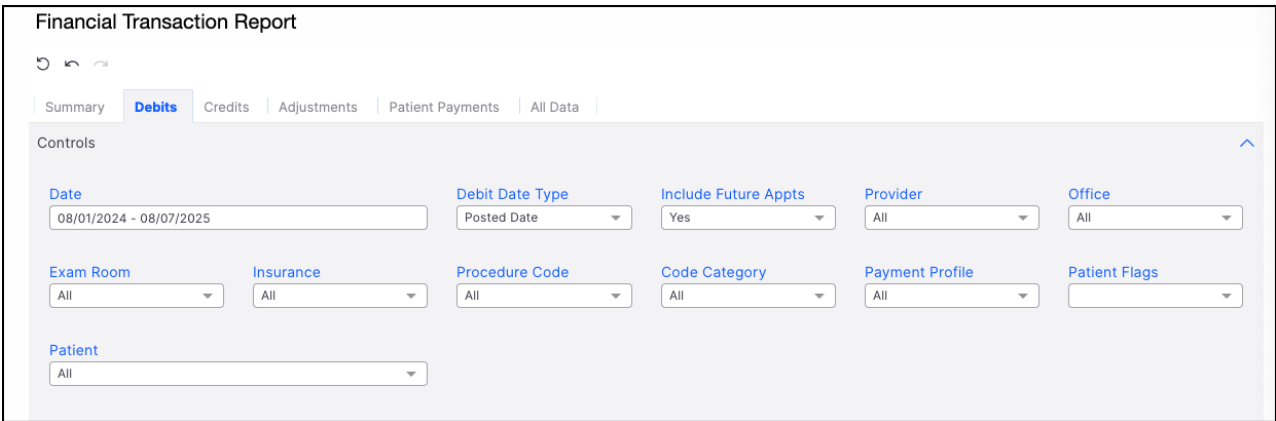 Financial Transaction Report
Summary Debits Credits Adjustments Patient Payments All Data
Controls
Date Debit Date Type Include Future Appts Provider Office
08/01/2024 - 08/07/2025 Posted Date Yes All All
Exam Room Insurance Procedure Code Code Category Payment Profile Patient Flags
All All All All All
Patient
All